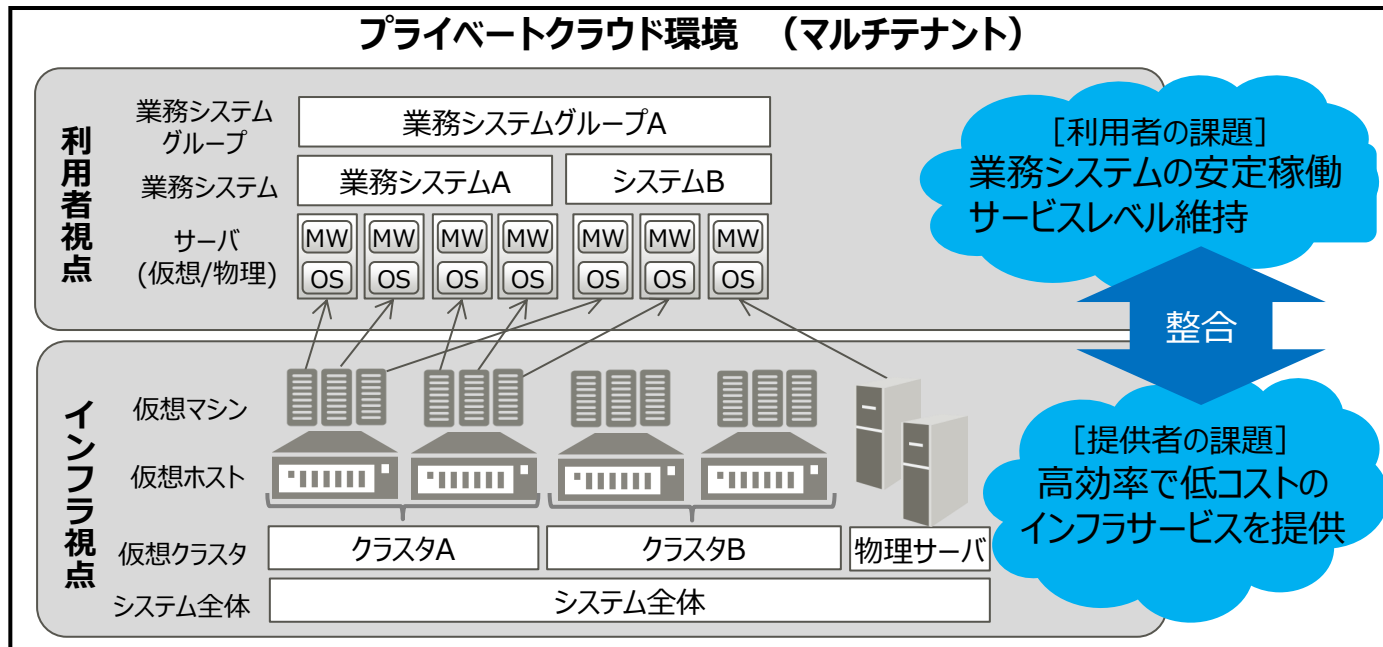 プライベートクラウド環境 （マルチテナント）
利用者視点
業務システム
グループ
業務システムグループA
業務システム
業務システムA
システムB
サーバ
(仮想/物理)
MW MW MW MW MW MW MW
OS OS OS OS OS OS OS
［利用者の課題］
業務システムの安定稼働
サービスレベル維持
整合
インフラ視点
仮想マシン
仮想ホスト
仮想クラスタ
クラスタA
クラスタB
物理サーバ
システム全体
システム全体
［提供者の課題］
高効率で低コストの
インフラサービスを提供